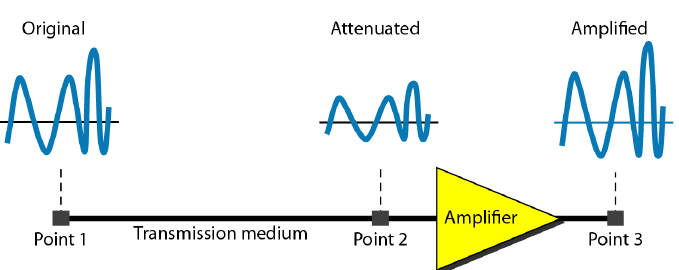 Original
Attenuated
Amplified
Amplifier
Point 1
Transmission medium
Point 2
Point 3